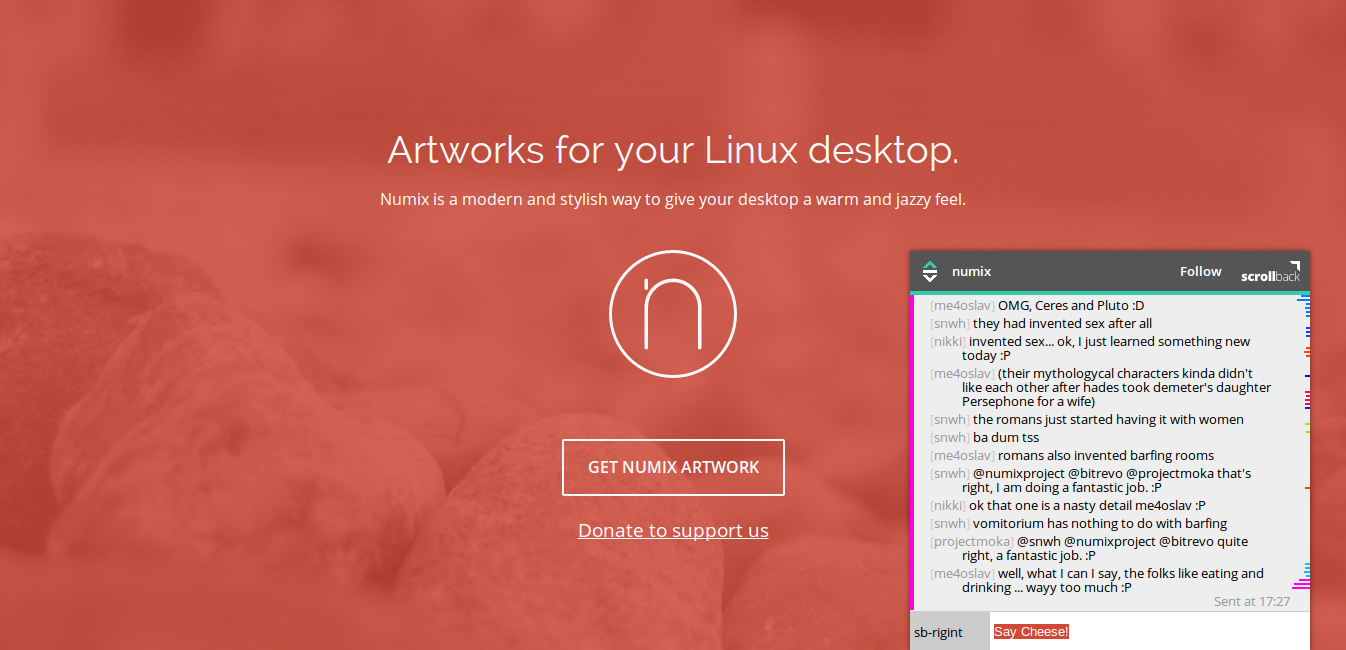 Artworks for your Linux desktop.
Numix is a modern and stylish way to give your desktop a warm and jazzy feel.
n
GET NUMIX ARTWORK
Donate to support us
numix
Follow
scrollback
[me4oslav] OMG, Ceres and Pluto :D
[snwh] they had invented sex after all
[nikki] invented sex... ok, I just learned something new
today :P
[me4oslav] (their mythologycal characters kinda didn't
like each other after hades took demeter's daughter
Persephone for a wife)
[snwh] the romans just started having it with women
[snwh] ba dum tss
[me4oslav] romans also invented barfing rooms
[snwh] @numixproject @bitrevo @projectmoka that's
right, I am doing a fantastic job. :P
[nikki] ok that one is a nasty detail me4oslav :P
[snwh] vomitorium has nothing to do with barfing
[projectmoka] @snwh @numixproject @bitrevo quite
right, a fantastic job. :P
[me4oslav] well, what I can I say, the folks like eating and
drinking ... wayy too much :P
Sent at 17:27
sb-rigint
Say Cheese!